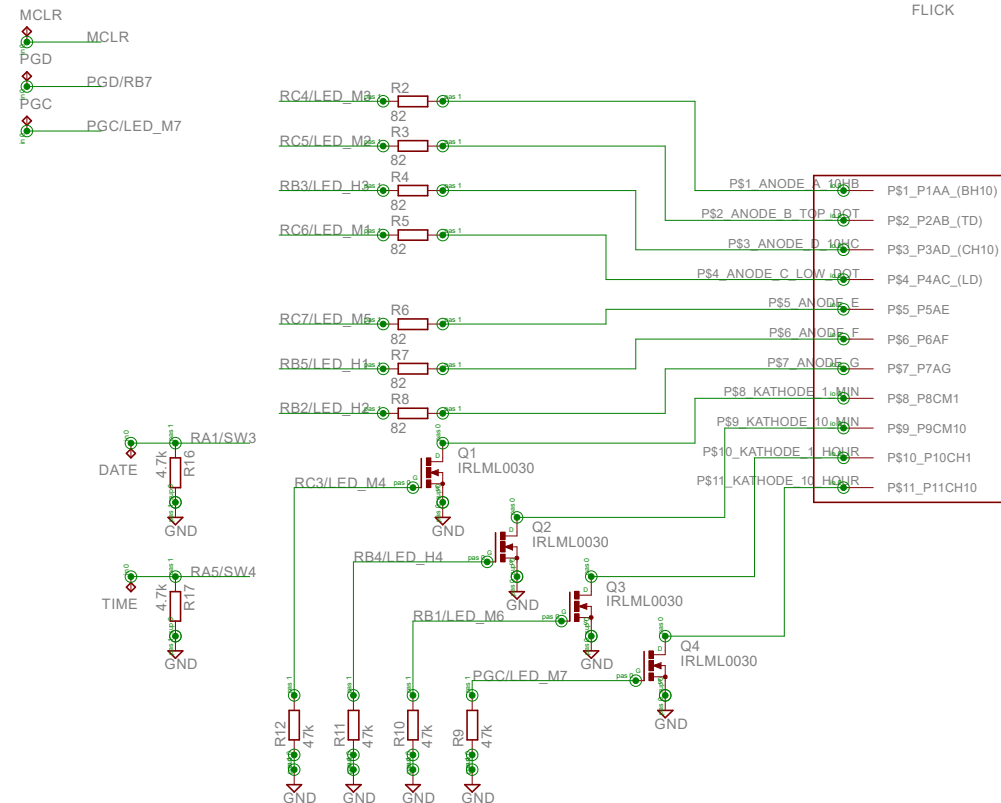 MCLR
MCLR
PGD
PGD/RB7
PGC
PGC/LED_M7
FLICK
RC4/LED_M3
R2
82
RC5/LED_M2
R3
82
RB3/LED_H3
R4
82
RC6/LED_M1
R5
82
RC7/LED_M5
R6
82
RB5/LED_H1
R7
82
RB2/LED_H2
R8
82
P$1_ANODE_A_10HB
P$1_P1AA_(BH10)
P$2_ANODE_B_TOP_DOT
P$2_P2AB_(TD)
P$3_ANODE_D_10HC
P$3_P3AD_(CH10)
P$4_ANODE_C_LOW_DOT
P$4_P4AC_(LD)
P$5_ANODE_E
P$5_P5AE
P$6_ANODE_F
P$6_P6AF
P$7_ANODE_G
P$7_P7AG
P$8_KATHODE_1_MIN
P$8_P8CM1
P$9_KATHODE_10_MIN
P$9_P9CM10
P$10_KATHODE_1_HOUR
P$10_P10CH1
P$11_KATHODE_10_HOUR
P$11_P11CH10
RA1/SW3
DATE
4.7k
R16
GND
RA5/SW4
TIME
4.7k
R17
GND
Q1
IRLML0030
RC3/LED_M4
GND
Q2
IRLML0030
RB4/LED_H4
GND
Q3
IRLML0030
RB1/LED_M6
GND
Q4
IRLML0030
PGC/LED_M7
GND
R12
47k
R11
47k
R10
47k
R9
47k
GND
GND
GND
GND